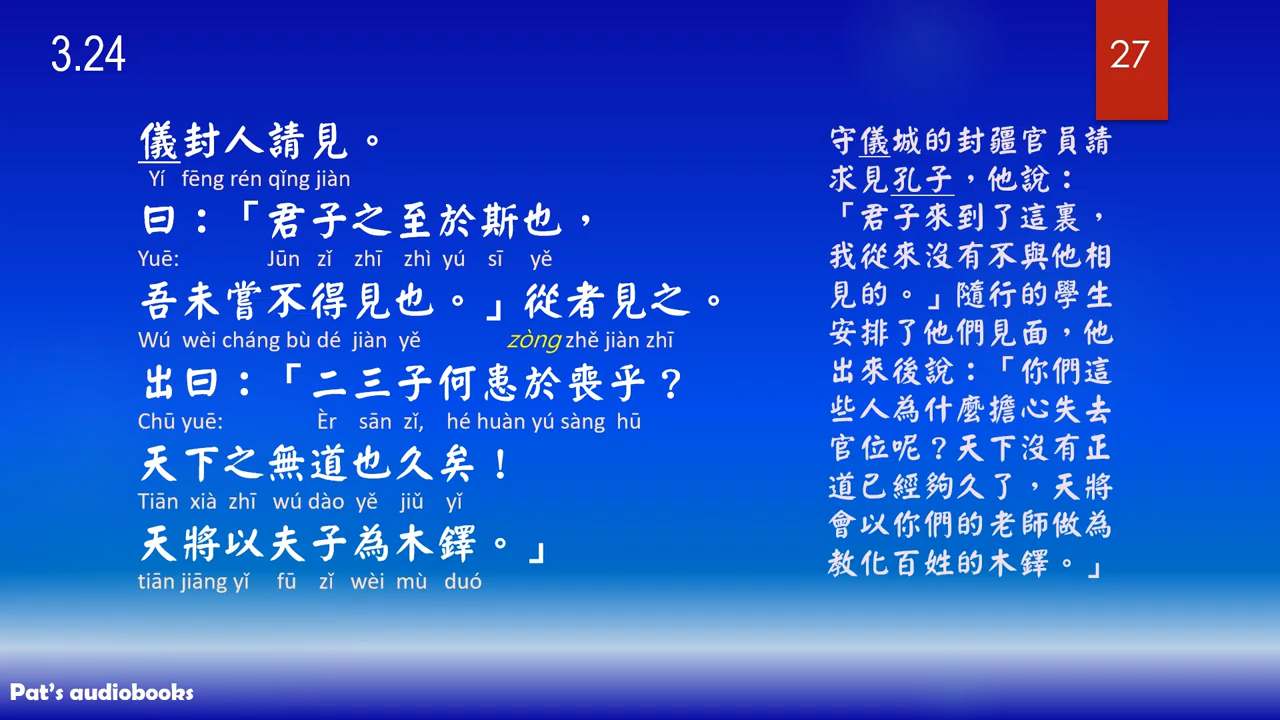 3.24
27
儀封人請見。
Yí fēng rén qǐng jiàn
曰：「君子之至於斯也，
Yuē: Jūn zǐ zhī zhì yú sī yě
吾未嘗不得見也。」從者見之。
Wú wèi cháng bù dé jiàn yě zòng zhě jiàn zhī
出曰：「二三子何患於喪乎？
Chū yuē: Èr sān zǐ, hé huàn yú sàng hū
天下之無道也久矣！
Tiān xià zhī wú dào yě jiǔ yǐ
天將以夫子為木鐸。」
tiān jiāng yǐ fū zǐ wèi mù duó
守儀城的封疆官員請
求見孔子，他說：
「君子來到了這裏，
我從來沒有不與他相
見的。」隨行的學生
安排了他們見面，他
出來後說：「你們這
些人為什麼擔心失去
官位呢？天下沒有正
道已經夠久了，天將
會以你們的老師做為
教化百姓的木鐸。」
Pat's audiobooks